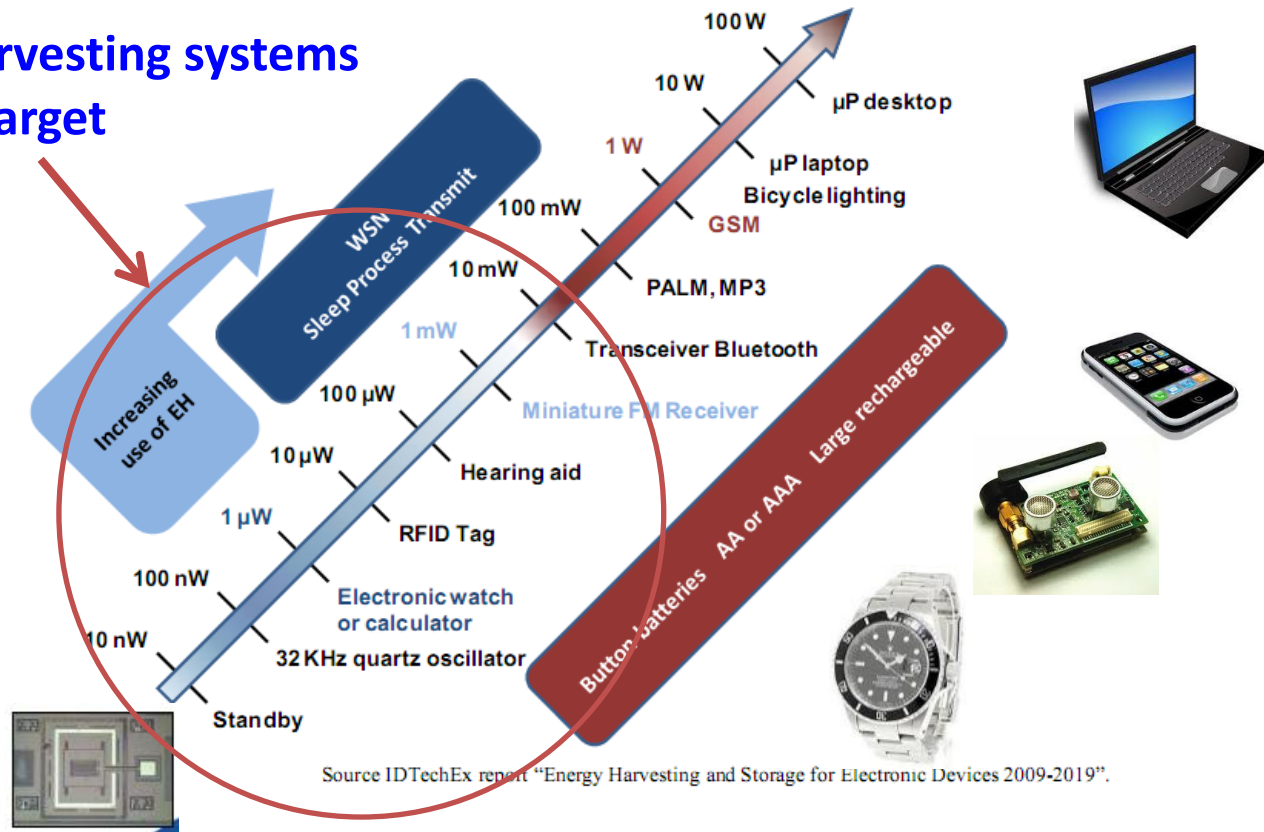 rvesting systems
arget
100 W
10 W
1 W
100 mW
10 mW
1 mW
100 µW
10 µW
1 µW
100 nW
10 nW
µP desktop
µP laptop
Bicycle lighting
GSM
PALM, MP3
Transceiver Bluetooth
Miniature FM Receiver
Hearing aid
RFID Tag
Electronic watch
or calculator
32 KHz quartz oscillator
Standby
WSN
Sleep Process Transmit
Increasing
use of EH
Button batteries AA or AAA Large rechargeable
Source IDTechEx report “Energy Harvesting and Storage for Electronic Devices 2009-2019”.